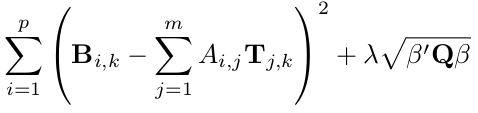 \sum_{i=1}^{p} \left( \mathbf{B}_{i,k} - \sum_{j=1}^{m} A_{i,j} \mathbf{T}_{j,k} \right)^2 + \lambda \sqrt{\beta' \mathbf{Q} \beta}